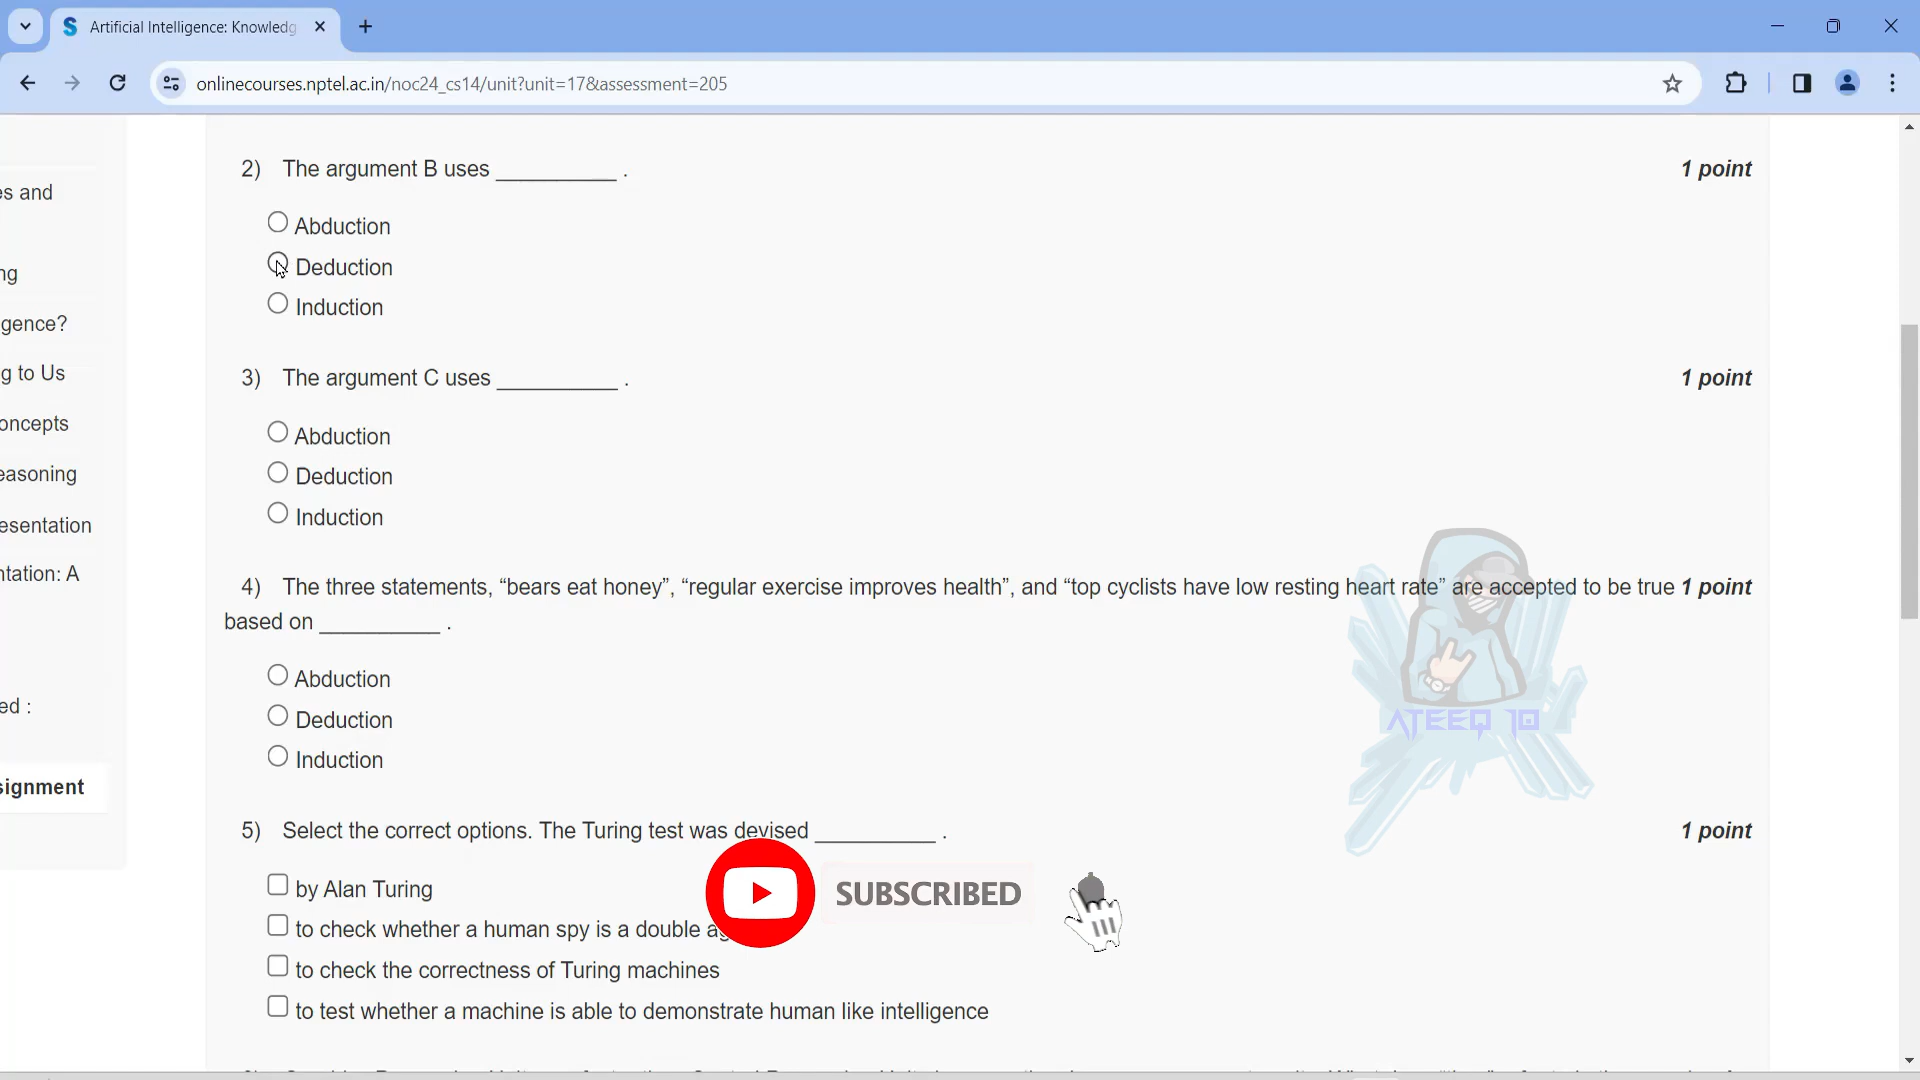 Artificial Intelligence: Knowledg
onlinecourses.nptel.ac.in/noc24_cs14/unit?unit=17&assessment=205
es and
ng
gence?
g to Us
oncepts
easoning
esentation
ntation: A
ed :
signment
2) The argument B uses __________ . 1 point
Abduction
Deduction
Induction
3) The argument C uses __________ . 1 point
Abduction
Deduction
Induction
4) The three statements, “bears eat honey”, “regular exercise improves health”, and “top cyclists have low resting heart rate” are accepted to be true 1 point
based on __________ .
Abduction
Deduction
Induction
ATEEQ 10
5) Select the correct options. The Turing test was devised __________ . 1 point
by Alan Turing
SUBSCRIBED
to check whether a human spy is a double
to check the correctness of Turing machines
to test whether a machine is able to demonstrate human like intelligence